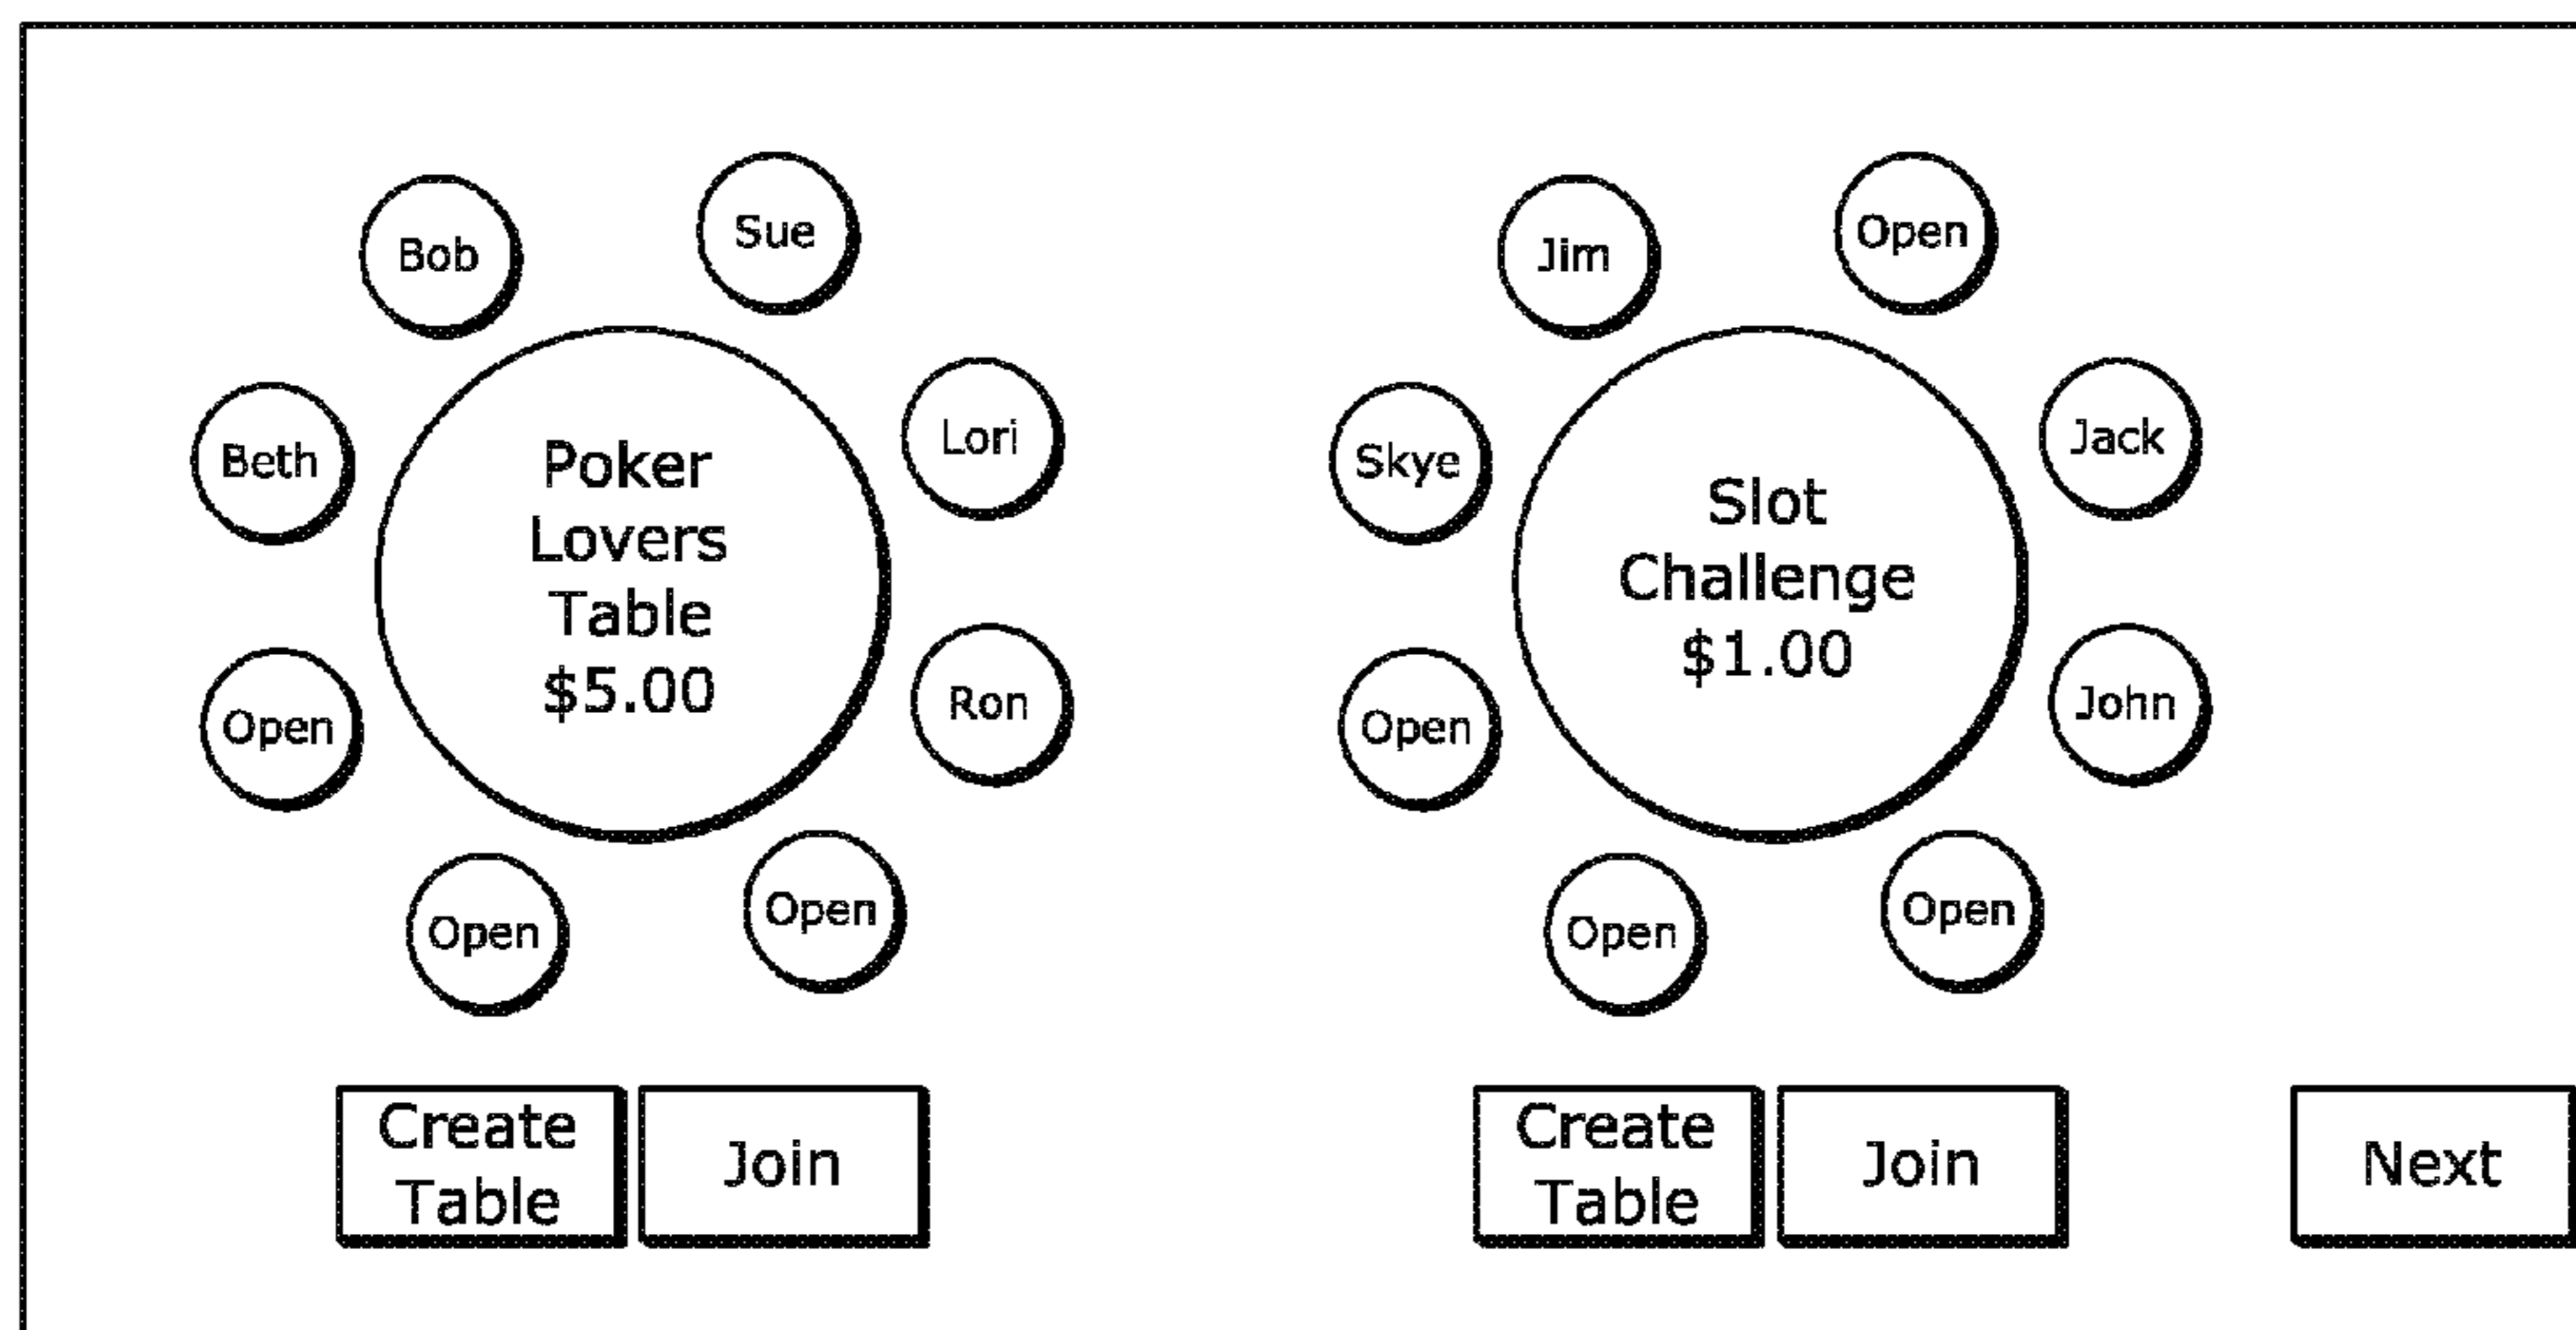 Bob
Sue
Beth
Lori
Poker
Lovers
Table
$5.00
Open
Ron
Open
Open
Create
Table
Join
Jim
Open
Skye
Jack
Slot
Challenge
$1.00
Open
John
Open
Open
Create
Table
Join
Next